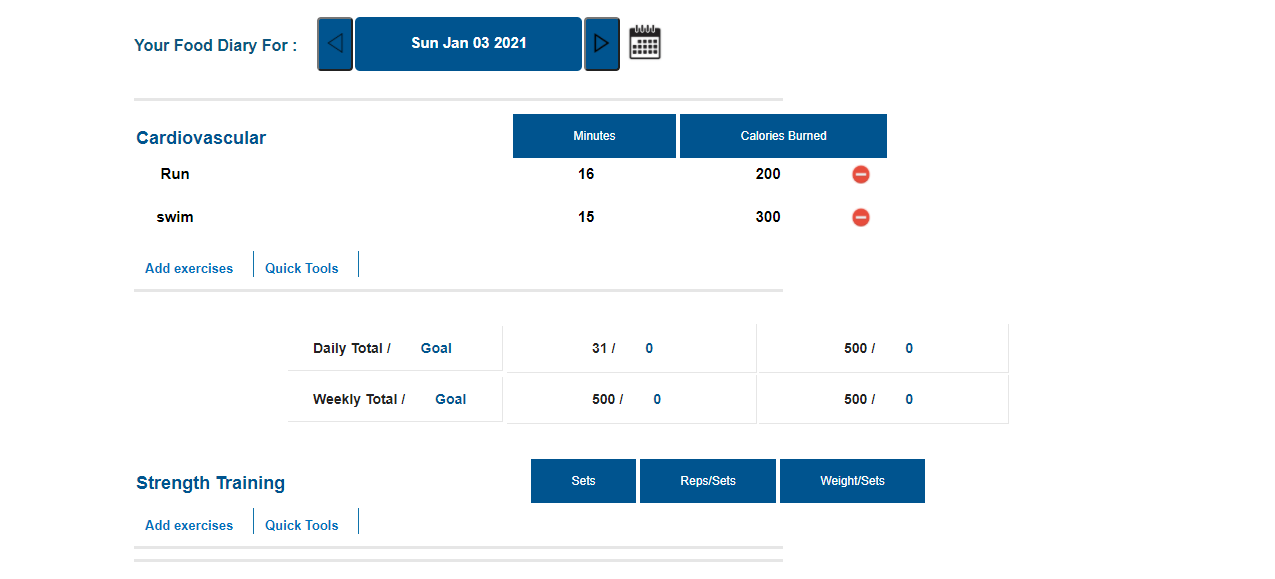 Your Food Diary For : Sun Jan 03 2021
Cardiovascular Minutes Calories Burned
Run 16 200
swim 15 300
Add exercises Quick Tools
Daily Total / Goal 31 / 0 500 / 0
Weekly Total / Goal 500 / 0 500 / 0
Strength Training Sets Reps/Sets Weight/Sets
Add exercises Quick Tools